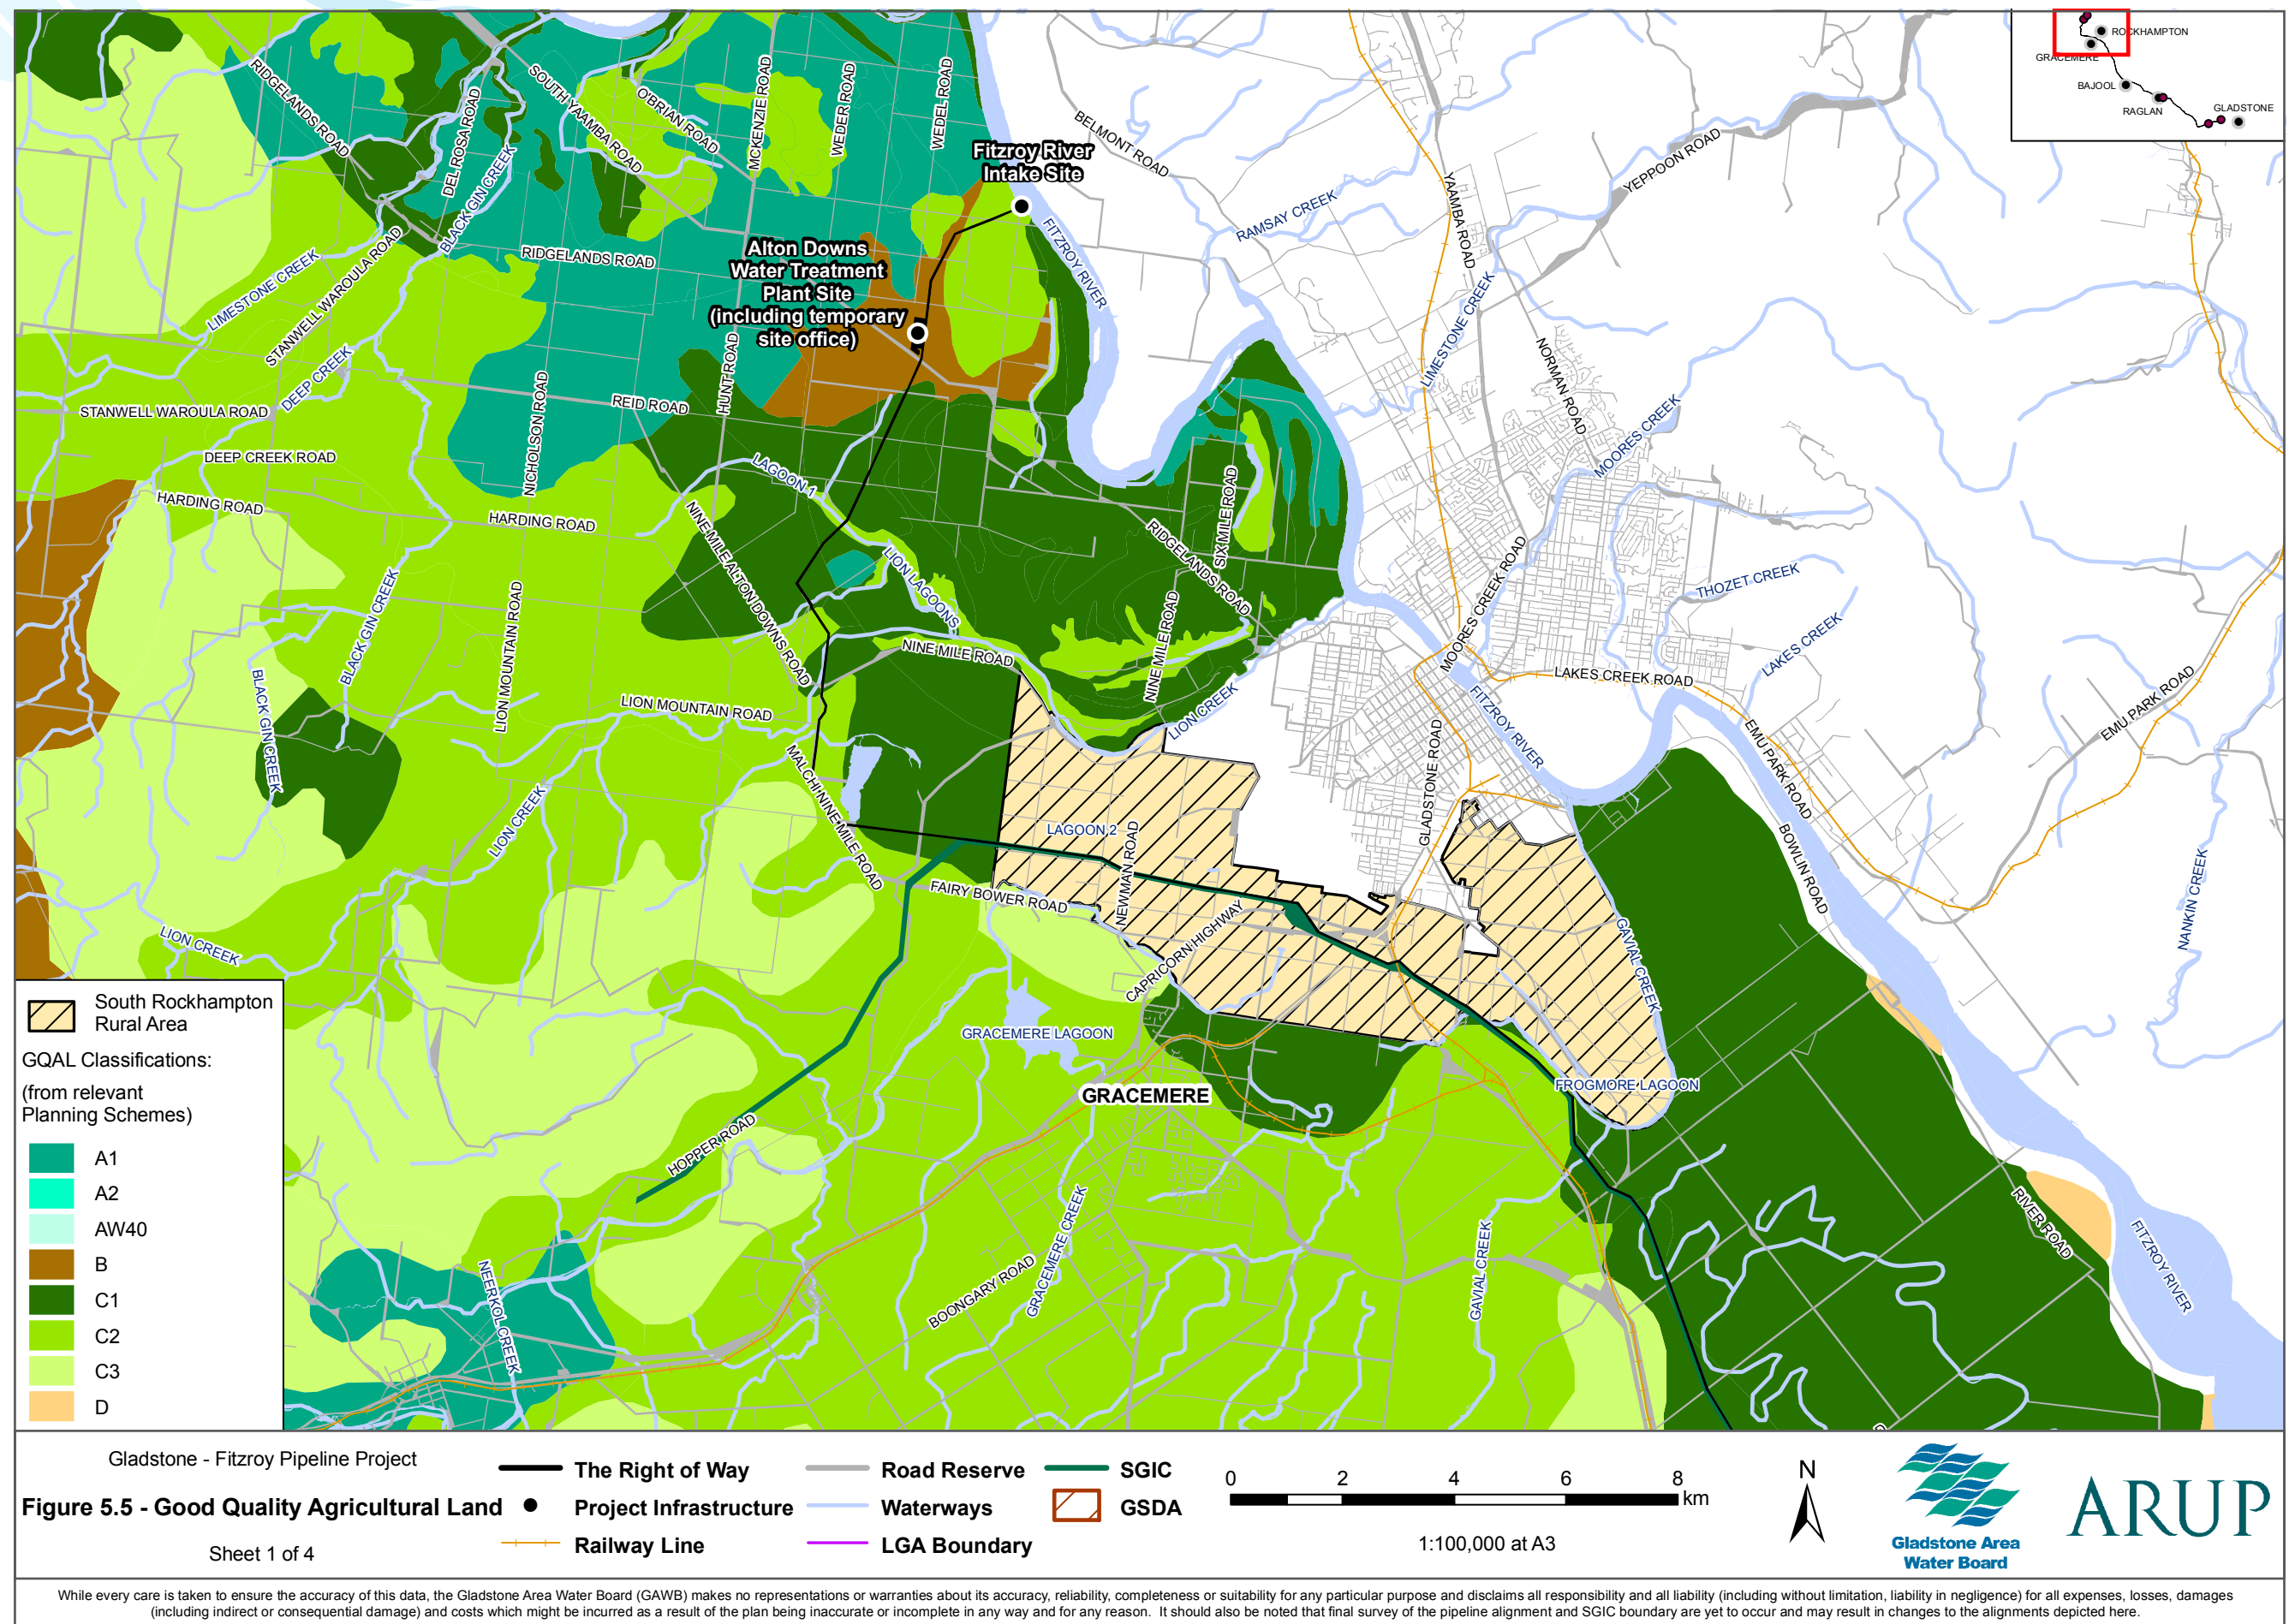 ROCKHAMPTON
GRACEMERE
BAJOOL
RAGLAN
GLADSTONE
RIDGELANDS ROAD
DEL ROSA ROAD
BLACK GIN CREEK
SOUTH YAAMBA ROAD
O'BRIAN ROAD
MCKENZIE ROAD
WEDER ROAD
WEDEL ROAD
BELMONT ROAD
YAAMBA ROAD
YEPPOON ROAD
RAMSAY CREEK
Fitzroy River
Intake Site
FITZROY RIVER
Alton Downs
Water Treatment
Plant Site
(including temporary
site office)
RIDGELANDS ROAD
LIMESTONE CREEK
STANWELL WAROULA ROAD
DEEP CREEK
STANWELL WAROULA ROAD
DEEP CREEK ROAD
HARDING ROAD
NICHOLSON ROAD
REID ROAD
HUNT ROAD
HARDING ROAD
LAGOON 1
NINE MILE ALTON DOWNS ROAD
LION LAGOONS
NINE MILE ROAD
RIDGELANDS ROAD
SIX MILE ROAD
NINE MILE ROAD
LION CREEK
LIMESTONE CREEK
NORMAN ROAD
MOORES CREEK
MOORES CREEK ROAD
THOZET CREEK
LAKES CREEK
LAKES CREEK ROAD
EMU PARK ROAD
EMU PARK ROAD
FITZROY RIVER
GLADSTONE ROAD
BOWLIN ROAD
NANKIN CREEK
BLACK GIN CREEK
BLACK GIN CREEK
LION MOUNTAIN ROAD
LION MOUNTAIN ROAD
MALCHI-NINE MILE ROAD
LION CREEK
LION CREEK
LAGOON 2
NEWMAN ROAD
FAIRY BOWER ROAD
CAPRICORN HIGHWAY
GAVIAL CREEK
GRACEMERE LAGOON
GRACEMERE
FROGMORE LAGOON
HOPPER ROAD
NEERKOL CREEK
BOONGARY ROAD
GRACEMERE CREEK
GAVIAL CREEK
RIVER ROAD
FITZROY RIVER
South Rockhampton
Rural Area
GQAL Classifications:
(from relevant
Planning Schemes)
A1
A2
AW40
B
C1
C2
C3
D
Gladstone - Fitzroy Pipeline Project
Figure 5.5 - Good Quality Agricultural Land
Sheet 1 of 4
The Right of Way
Project Infrastructure
Railway Line
Road Reserve
Waterways
LGA Boundary
SGIC
GSDA
0 2 4 6 8
km
1:100,000 at A3
N
Gladstone Area
Water Board
ARUP
While every care is taken to ensure the accuracy of this data, the Gladstone Area Water Board (GAWB) makes no representations or warranties about its accuracy, reliability, completeness or suitability for any particular purpose and disclaims all responsibility and all liability (including without limitation, liability in negligence) for all expenses, losses, damages
(including indirect or consequential damage) and costs which might be incurred as a result of the plan being inaccurate or incomplete in any way and for any reason. It should also be noted that final survey of the pipeline alignment and SGIC boundary are yet to occur and may result in changes to the alignments depicted here.